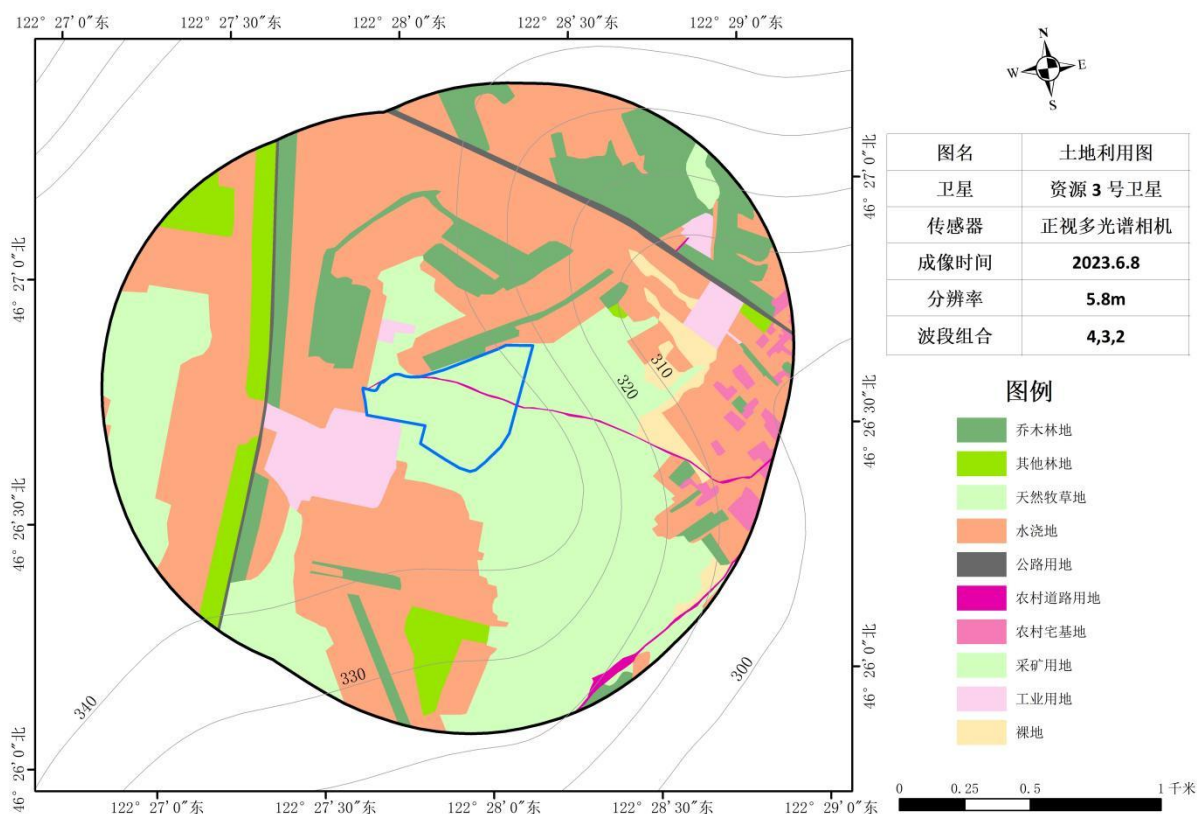 122° 27'0"东 122° 27'30"东 122° 28'0"东 122° 28'30"东 122° 29'0"东
N
W E
S
图名 土地利用图
卫星 资源 3 号卫星
传感器 正视多光谱相机
成像时间 2023.6.8
分辨率 5.8m
波段组合 4,3,2
46° 27'0"北
46° 26'30"北
46° 26'0"北
46° 27'0"北
46° 26'30"北
46° 26'0"北
310
320
330
340
300
图例
乔木林地
其他林地
天然牧草地
水浇地
公路用地
农村道路用地
农村宅基地
采矿用地
工业用地
裸地
0 0.25 0.5 1 千米
122° 27'0"东 122° 27'30"东 122° 28'0"东 122° 28'30"东 122° 29'0"东